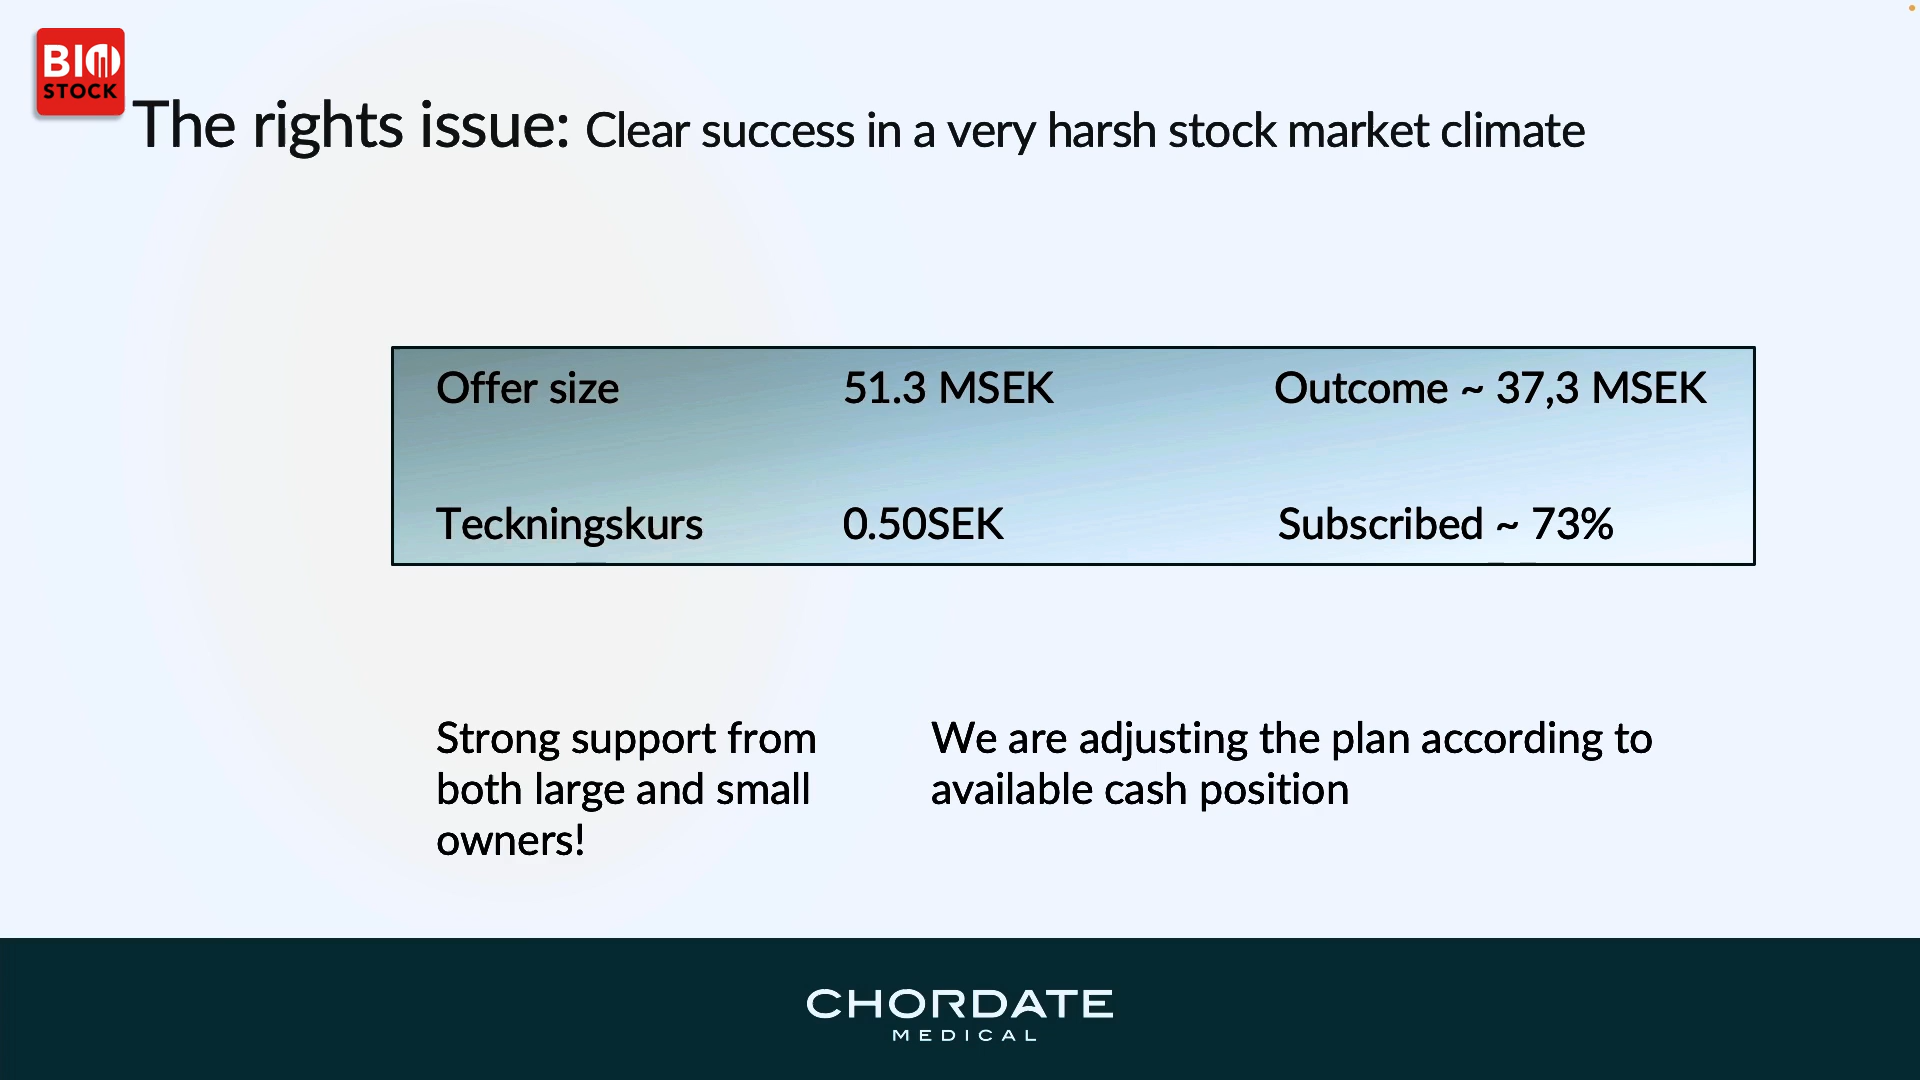 BIO
STOCK
The rights issue: Clear success in a very harsh stock market climate
Offer size 51.3 MSEK Outcome ~ 37,3 MSEK
Teckningskurs 0.50SEK Subscribed ~ 73%
Strong support from
both large and small
owners!
We are adjusting the plan according to
available cash position
CHORDATE
MEDICAL